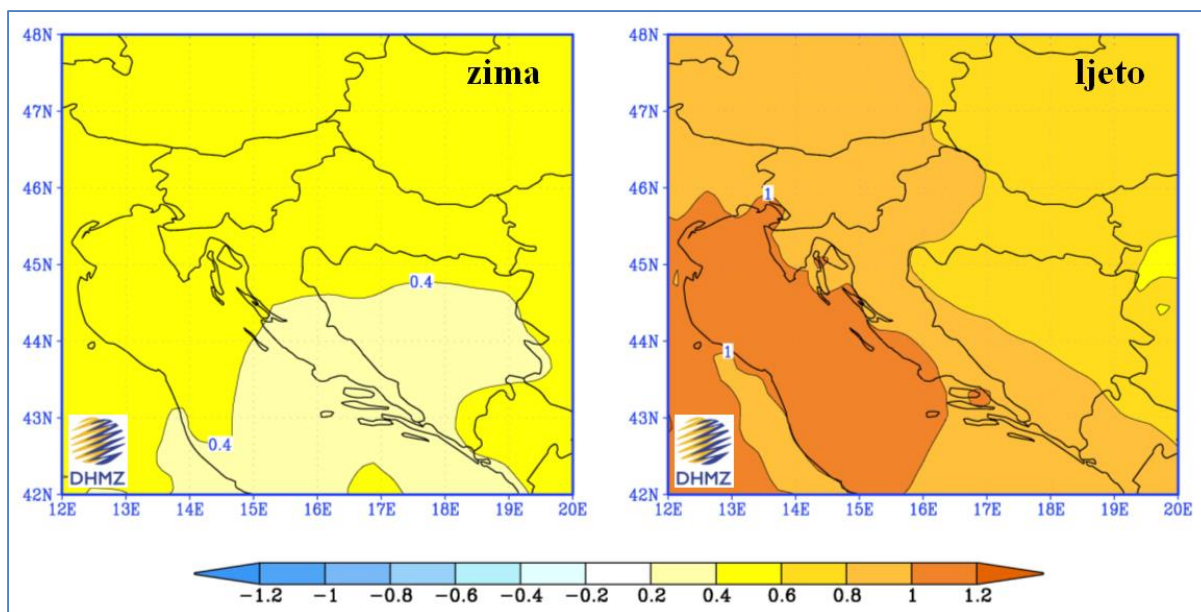 zima
48N
47N
46N
45N
44N
43N
42N
0.4
0.4
DHMZ
12E 13E 14E 15E 16E 17E 18E 19E 20E
ljeto
48N
47N
46N
45N
44N
43N
42N
1
1
DHMZ
12E 13E 14E 15E 16E 17E 18E 19E 20E
-1.2 -1 -0.8 -0.6 -0.4 -0.2 0.2 0.4 0.6 0.8 1 1.2